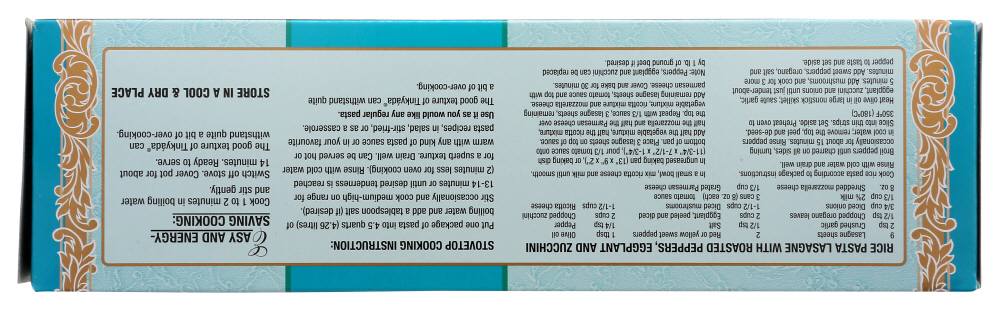 RICE PASTA LASAGNE WITH ROASTED PEPPERS, EGGPLANT AND ZUCCHINI
9 Lasagne sheets 2 Red or yellow sweet peppers 1 tbsp Olive oil
2 tsp Crushed garlic 1/2 tsp Salt 1/4 tsp Pepper
1/2 tsp Chopped oregano leaves 2 cups Eggplant, peeled and diced 2 cups Chopped zucchini
3/4 cup Diced onions 1-1/2 cups Sliced mushrooms 1-1/2 cups Ricotta cheese
1/3 cup 2% milk 3 cans (8 oz. each) tomato sauce
8 oz. Shredded mozzarella cheese 1/3 cup Grated Parmesan cheese
Cook rice pasta according to package instructions.
Rinse with cold water and drain well.
Broil peppers until charred on all sides, turning
occasionally for about 15 minutes. Rinse peppers
in cold water; remove the top, peel and de-seed.
Slice into thin strips. Set aside. Preheat oven to
350°F (180°C)
Heat olive oil in large nonstick skillet; saute garlic,
eggplant, zucchini and onions until just tender-about
5 minutes. Add mushrooms, and cook for 3 more
minutes. Add sweet peppers, oregano, salt and
pepper to taste and set aside.
In a small bowl, mix ricotta cheese and milk until smooth.
In ungreased baking pan (13" x 9" x 2"), or baking dish
(11-3/4" x 7-1/2" x 1-3/4"), pour 1/3 tomato sauce onto
bottom of pan. Place 3 lasagne sheets on top of sauce.
Add half the vegetable mixture, half the ricotta mixture,
half the mozzarella and half the Parmesan cheese over
the top. Repeat with 1/3 sauce, 3 lasagne sheets, remaining
vegetable mixture, ricotta mixture and mozzarella cheese.
Add remaining lasagne sheets, tomato sauce and top with
parmesan cheese. Cover and bake for 30 minutes.
Note: Peppers, eggplant and zucchini can be replaced
by 1 lb. of ground beef if desired.
STOVETOP COOKING INSTRUCTION:
Put one package of pasta into 4.5 quarts (4.26 litres) of
boiling water and add a tablespoon salt (if desired).
Stir occasionally and cook medium-high on range for
13-14 minutes or until desired tenderness is reached
(2 minutes less for oven cooking). Rinse with cold water
for a superb texture. Drain well. Can be served hot or
warm with any kind of pasta sauce or in your favourite
pasta recipes, in salad, stir-fried, or as a casserole.
Use it as you would like any regular pasta.
The good texture of Tinkyáda® can withstand quite
a bit of over-cooking.
EASY AND ENERGY-
SAVING COOKING:
Cook 1 to 2 minutes in boiling water
and stir gently.
Switch off stove. Cover pot for about
14 minutes. Ready to serve.
The good texture of Tinkyáda® can
withstand quite a bit of over-cooking.
STORE IN A COOL & DRY PLACE